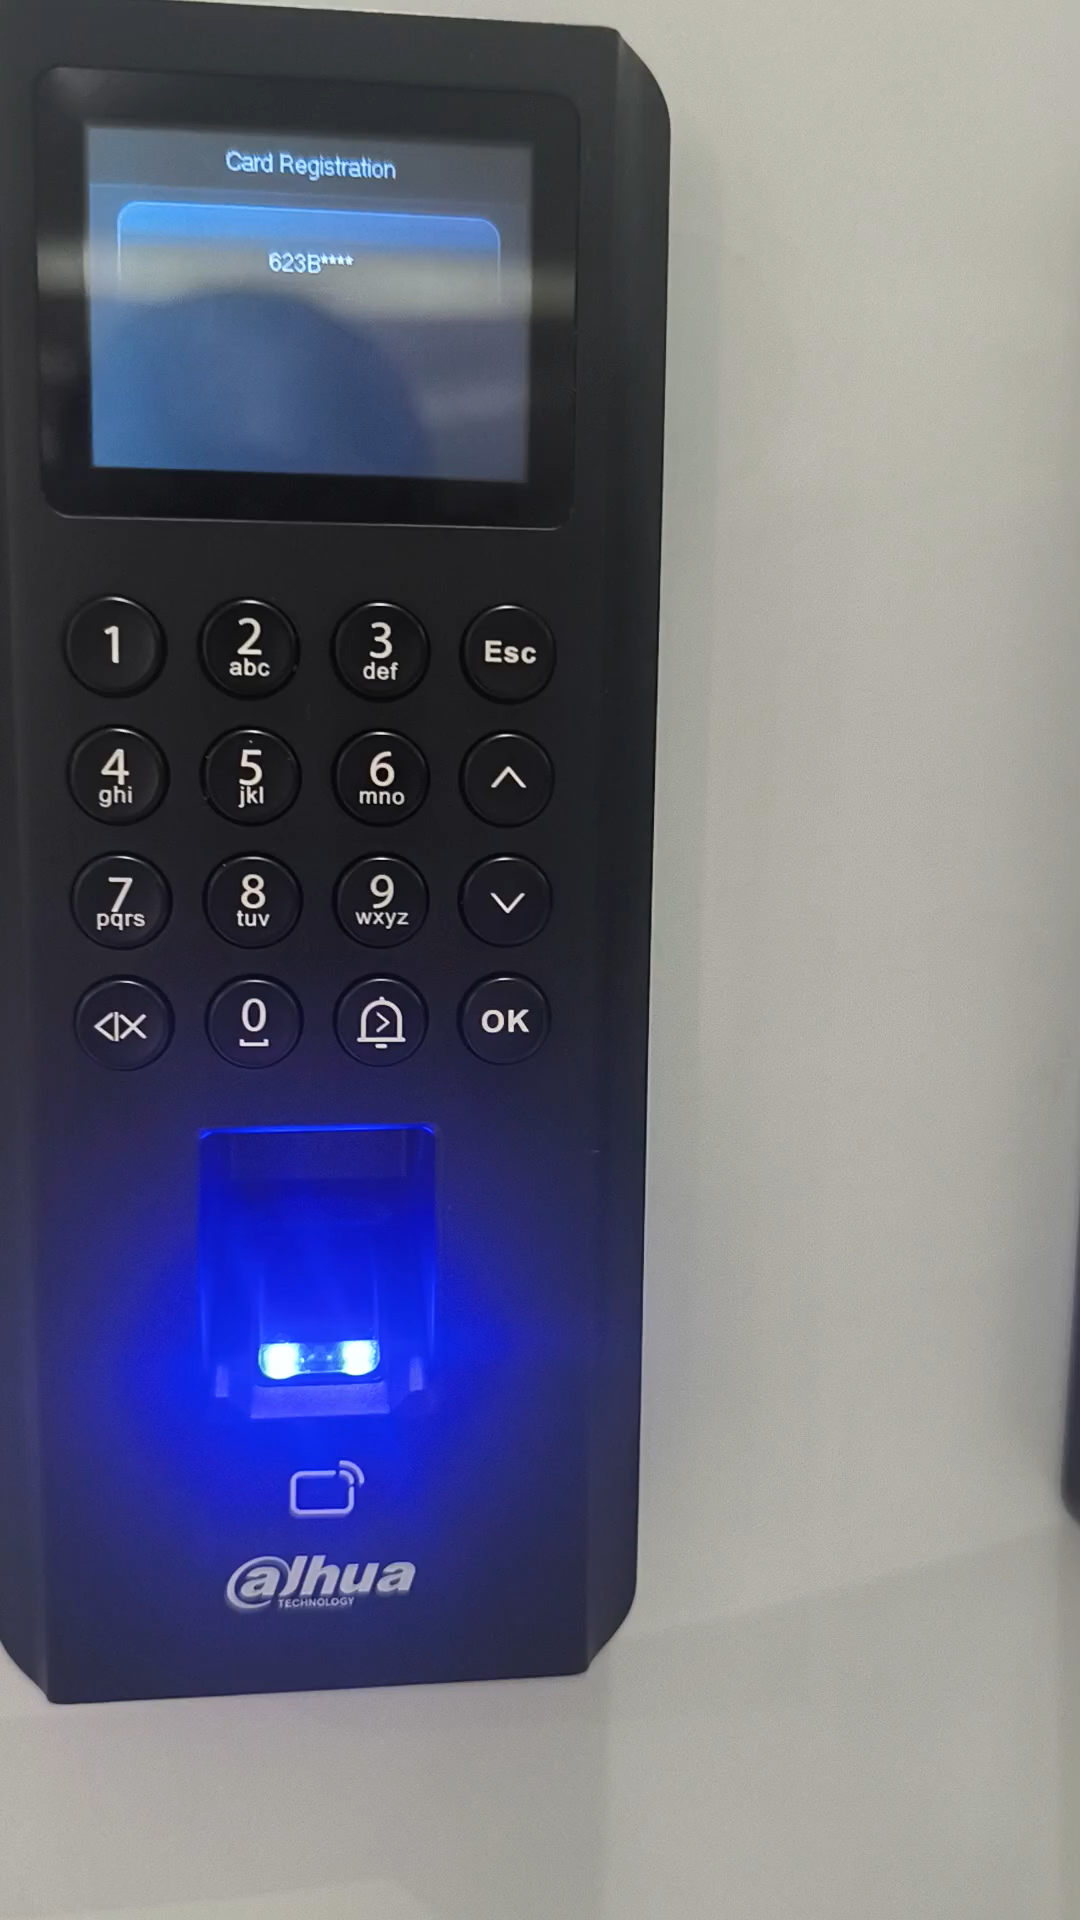 Card Registration
623B****
1
2
abc
3
def
Esc
4
ghi
5
jkl
6
mno
7
pqrs
8
tuv
9
wxyz
0
OK
alhua
TECHNOLOGY